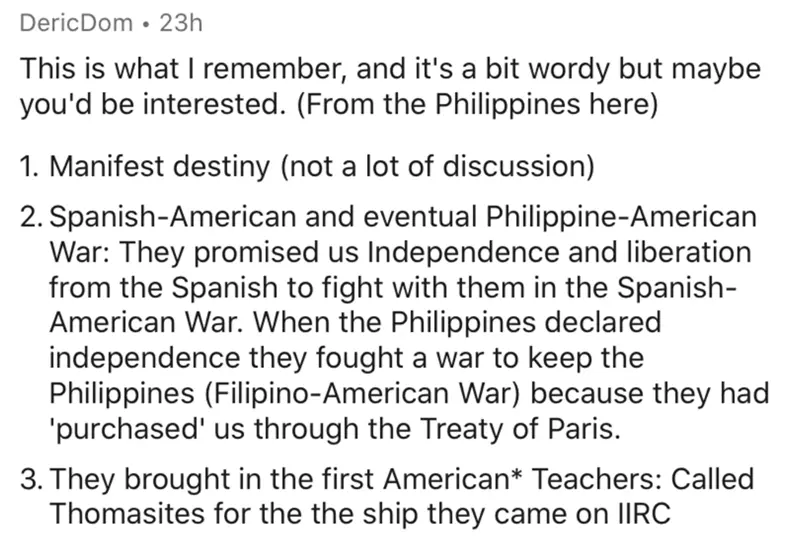 DericDom • 23h
This is what I remember, and it's a bit wordy but maybe
you'd be interested. (From the Philippines here)
1. Manifest destiny (not a lot of discussion)
2. Spanish-American and eventual Philippine-American
War: They promised us Independence and liberation
from the Spanish to fight with them in the Spanish-
American War. When the Philippines declared
independence they fought a war to keep the
Philippines (Filipino-American War) because they had
'purchased' us through the Treaty of Paris.
3. They brought in the first American* Teachers: Called
Thomasites for the the ship they came on IIRC